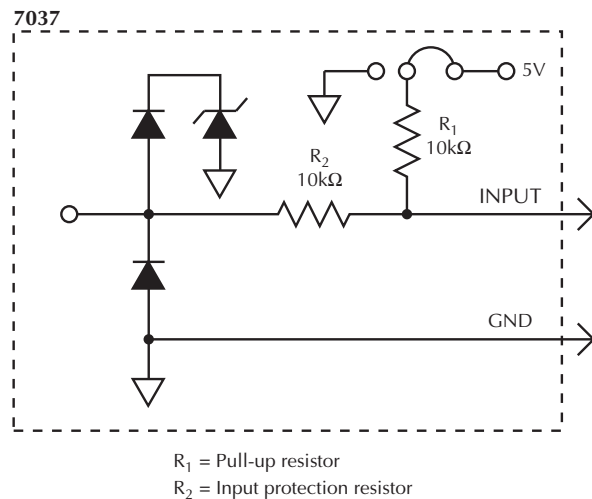 7037
5V
R1
10kΩ
R2
10kΩ
INPUT
GND
R1 = Pull-up resistor
R2 = Input protection resistor